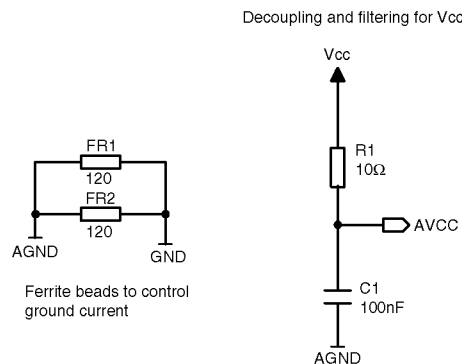 Decoupling and filtering for Vcc
Vcc
FR1
120
FR2
120
AGND
GND
Ferrite beads to control
ground current
R1
10Ω
AVCC
C1
100nF
AGND